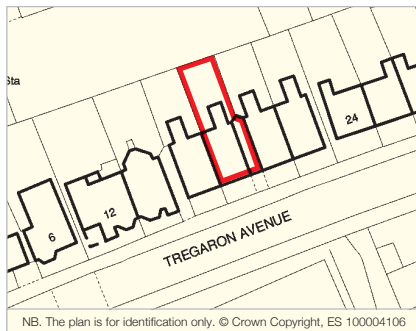 Sta
24
12
6
TREGARON AVENUE
NB. The plan is for identification only. © Crown Copyright, ES 100004106